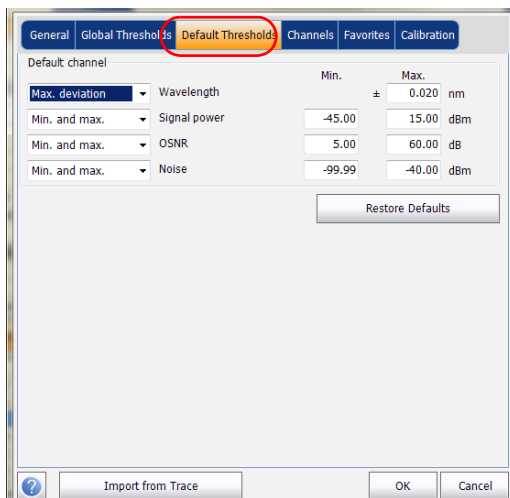 General Global Thresholds Default Thresholds Channels Favorites Calibration
Default channel
Min. Max.
Max. deviation Wavelength ± 0.020 nm
Min. and max. Signal power -45.00 15.00 dBm
Min. and max. OSNR 5.00 60.00 dB
Min. and max. Noise -99.99 -40.00 dBm
Restore Defaults
? Import from Trace OK Cancel